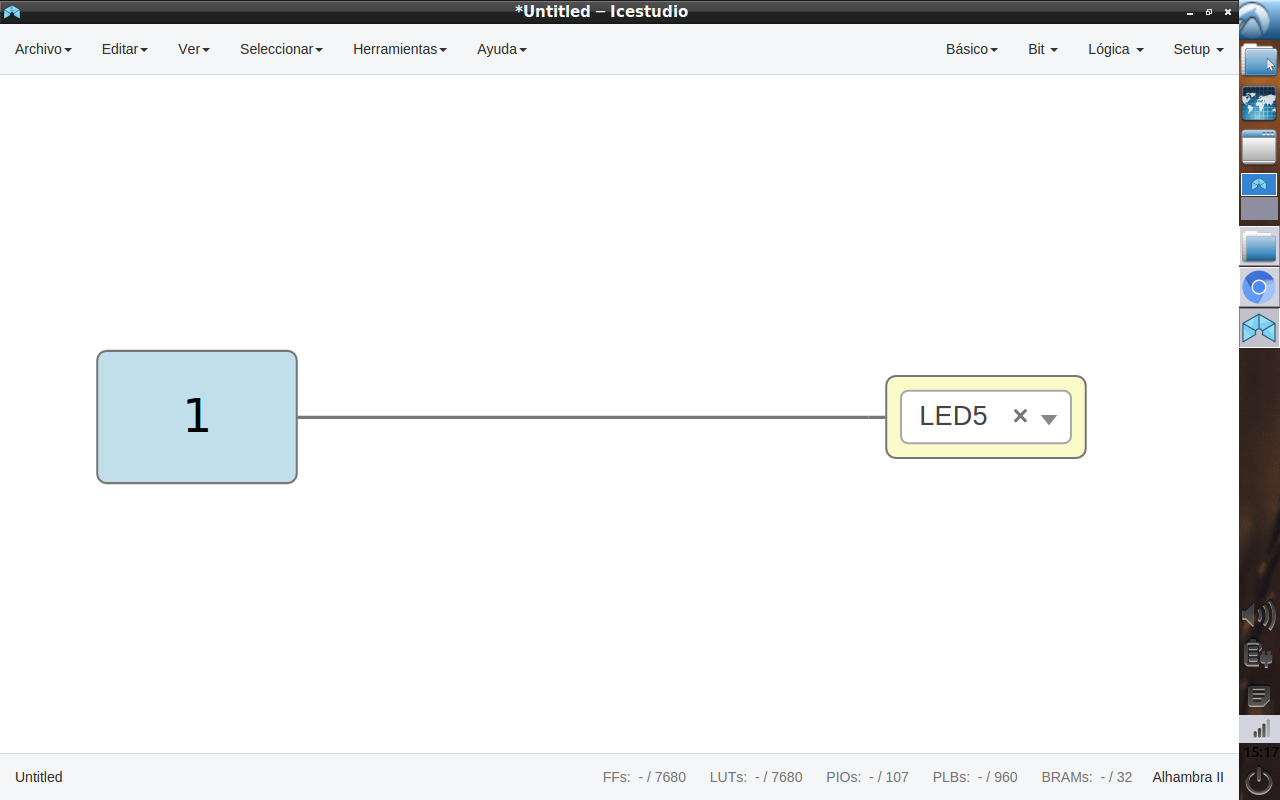 *Untitled – Icestudio
Archivo Editar Ver Seleccionar Herramientas Ayuda Básico Bit Lógica Setup
1
LED5
Untitled FFs: - / 7680 LUTs: - / 7680 PIOs: - / 107 PLBs: - / 960 BRAMs: - / 32 Alhambra II
15:17